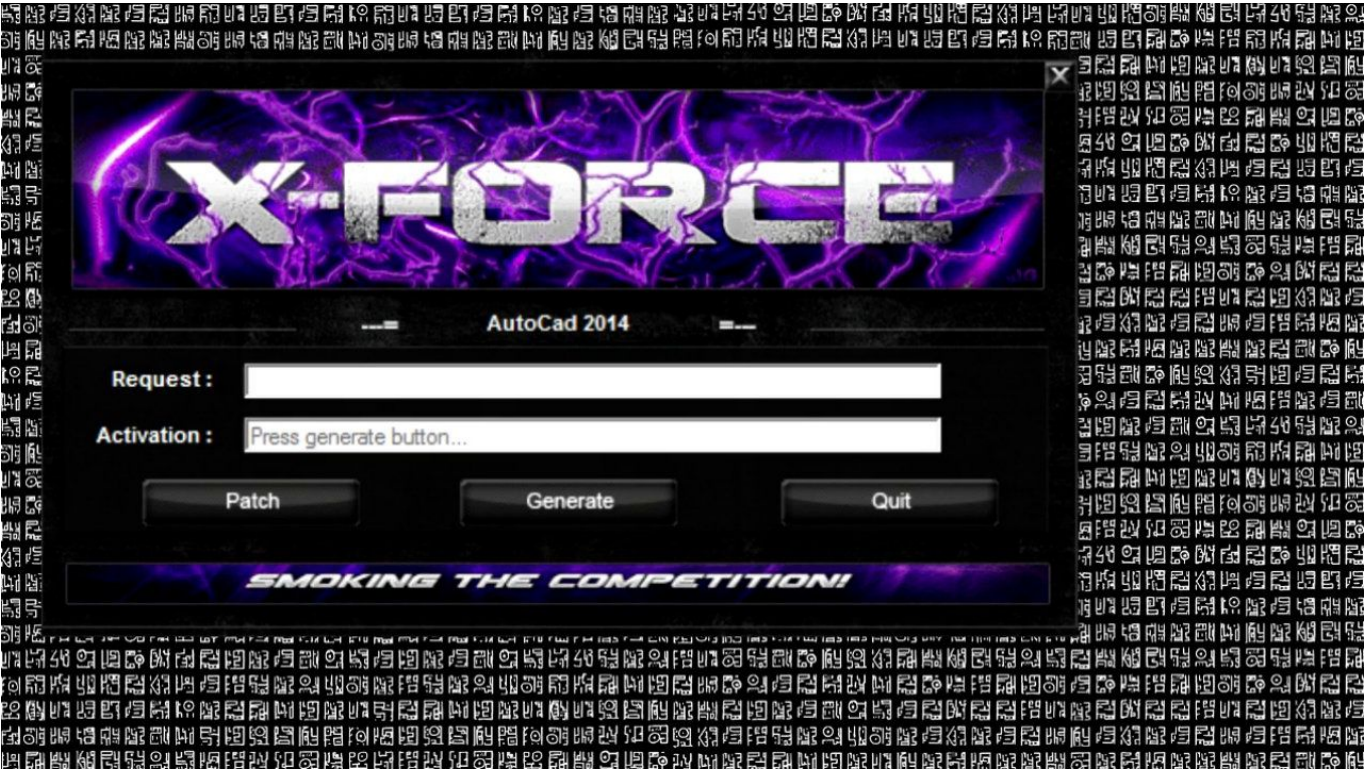 X-FORCE
---= AutoCad 2014 =---
Request :
Activation : Press generate button...
Patch Generate Quit
SMOKING THE COMPETITION!